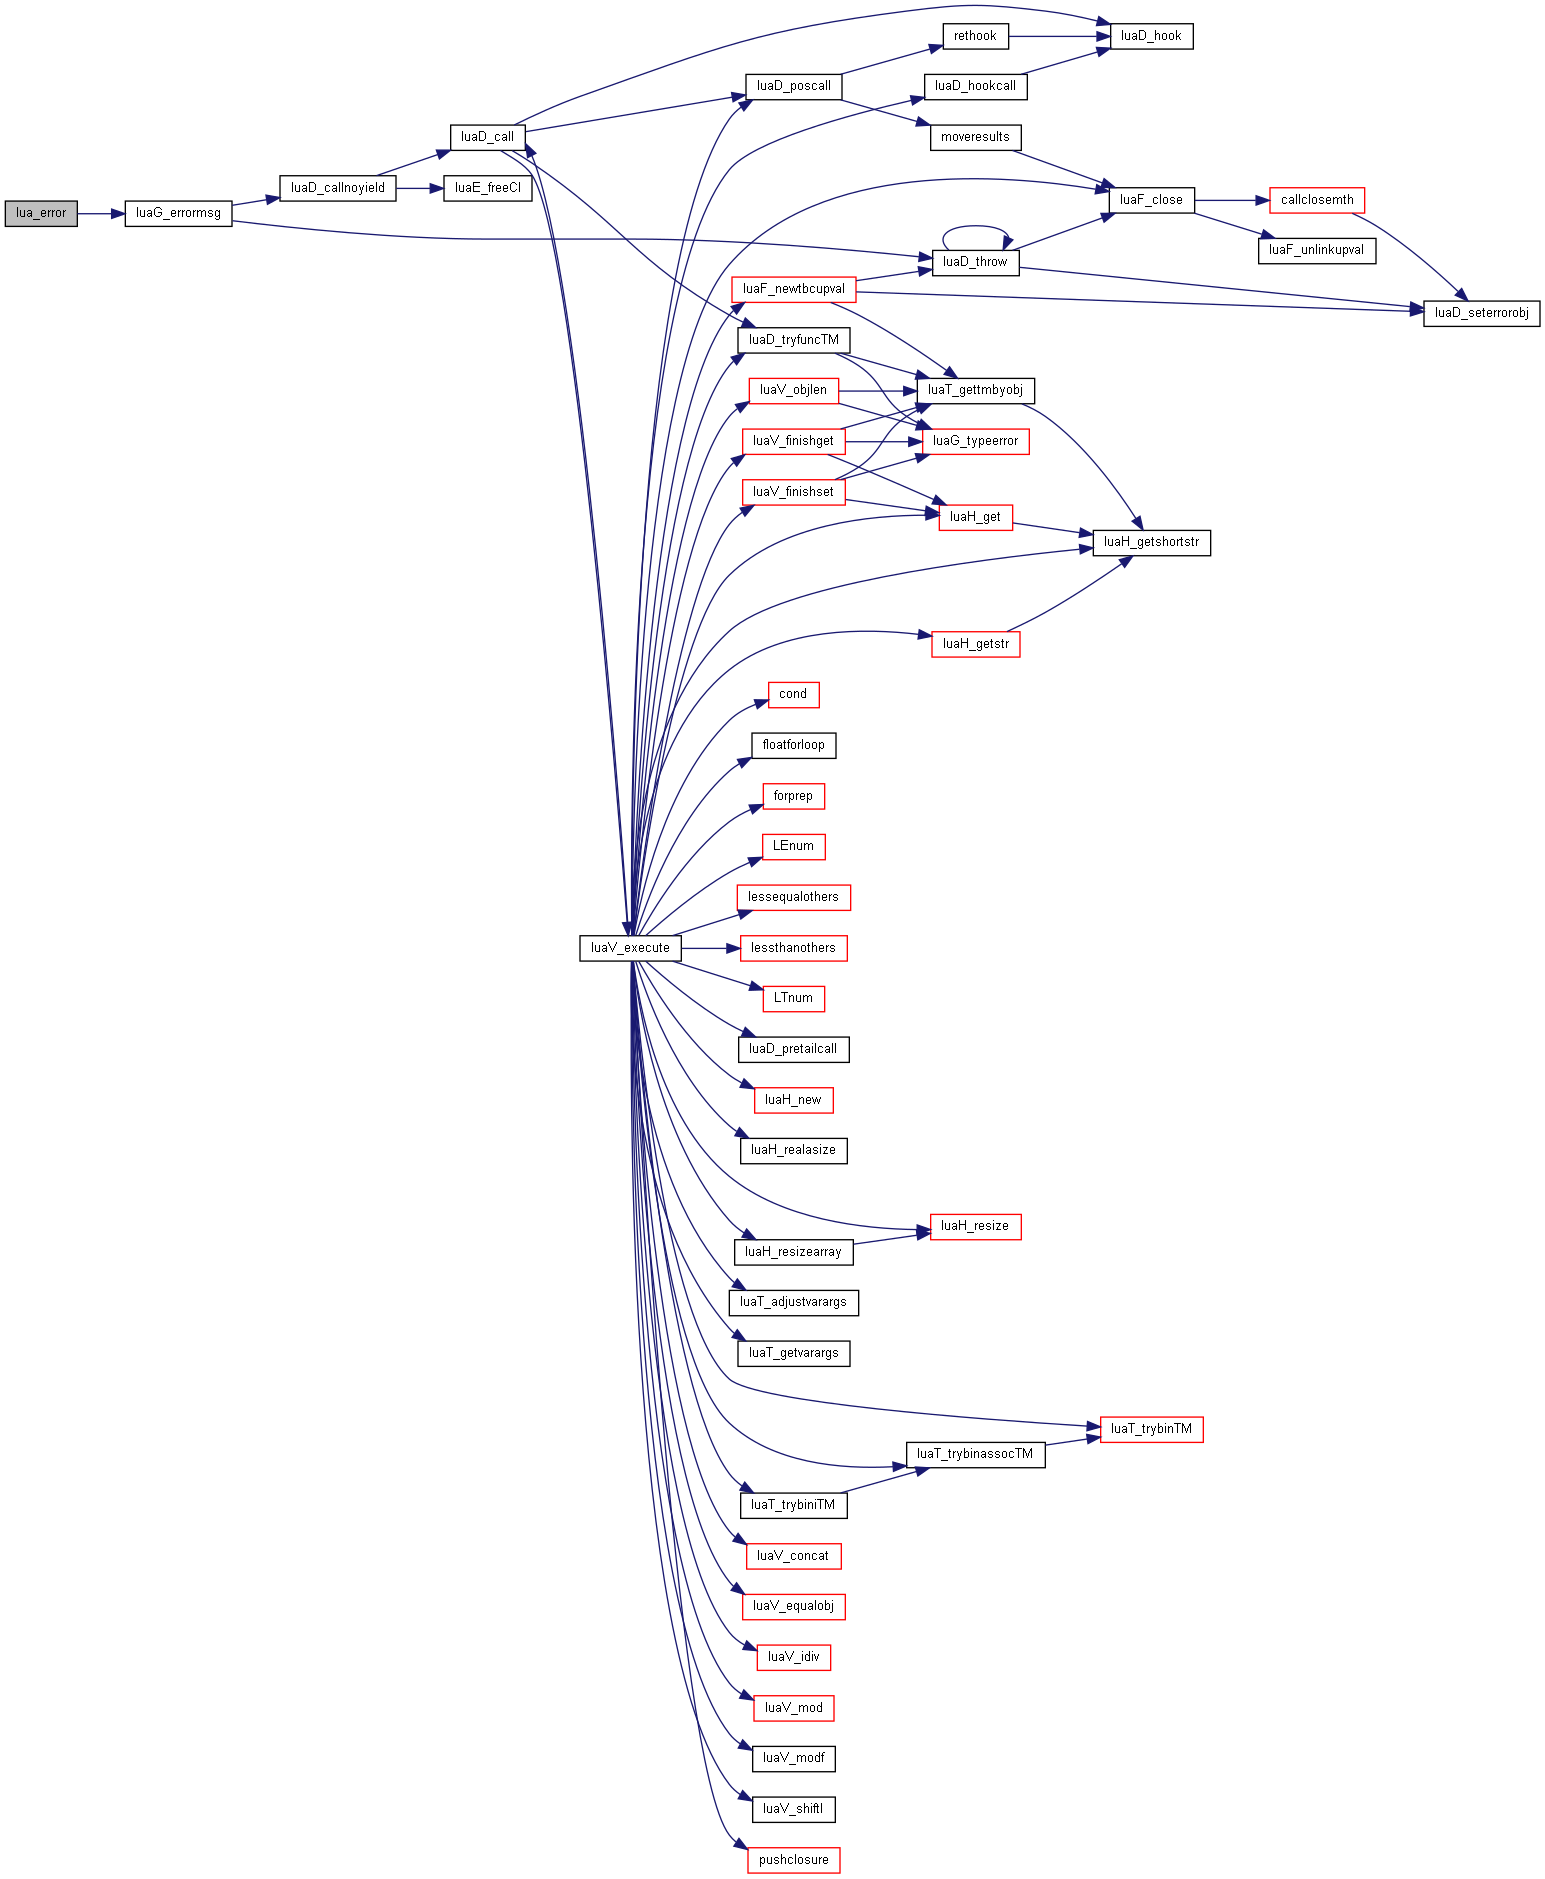 rethook
luaD_hook
luaD_poscall
luaD_hookcall
luaD_call
moveresults
luaD_callnoyield
luaE_freeCI
luaF_close
callclosemth
lua_error
luaG_errormsg
luaF_unlinkupval
luaD_throw
luaF_newtbcupval
luaD_seterrorobj
luaD_tryfuncTM
luaV_objlen
luaT_gettmbyobj
luaV_finishget
luaG_typeerror
luaV_finishset
luaH_get
luaH_getshortstr
luaH_getstr
cond
floatforloop
forprep
LEnum
lessequalothers
luaV_execute
lessthanothers
LTnum
luaD_pretailcall
luaH_new
luaH_realasize
luaH_resize
luaH_resizearray
luaT_adjustvarargs
luaT_getvarargs
luaT_trybinTM
luaT_trybinassocTM
luaT_trybiniTM
luaV_concat
luaV_equalobj
luaV_idiv
luaV_mod
luaV_modf
luaV_shiftl
pushclosure